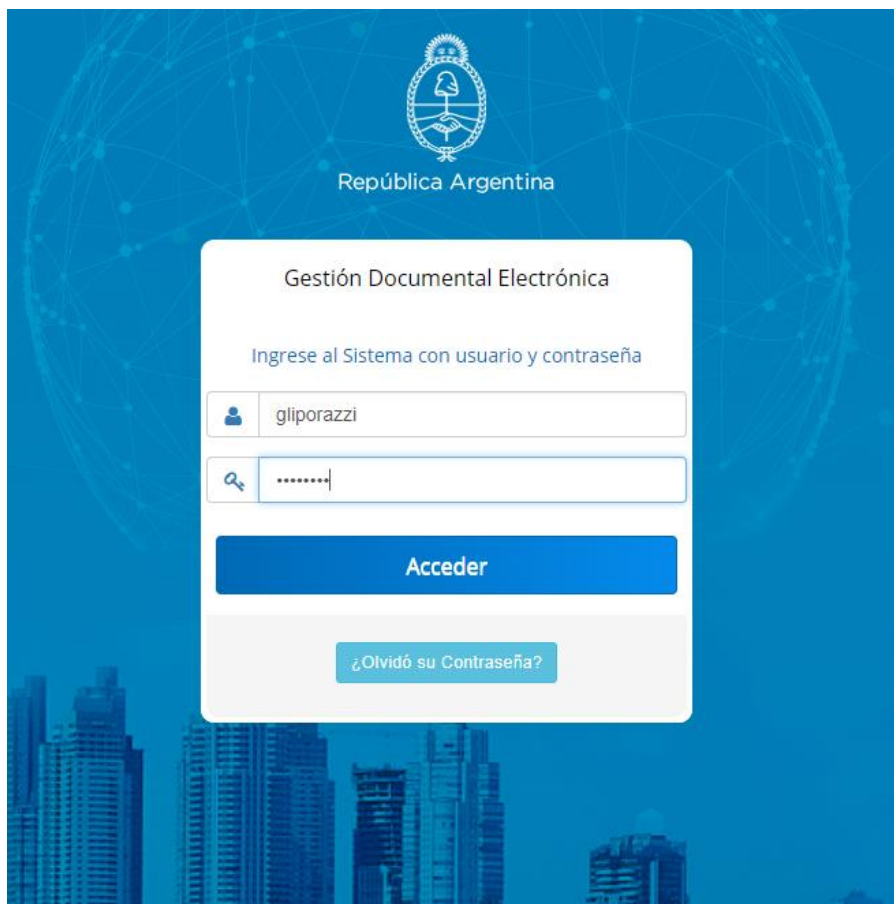 República Argentina
Gestión Documental Electrónica
Ingrese al Sistema con usuario y contraseña
gliporazzi
••••••••
Acceder
¿Olvidó su Contraseña?